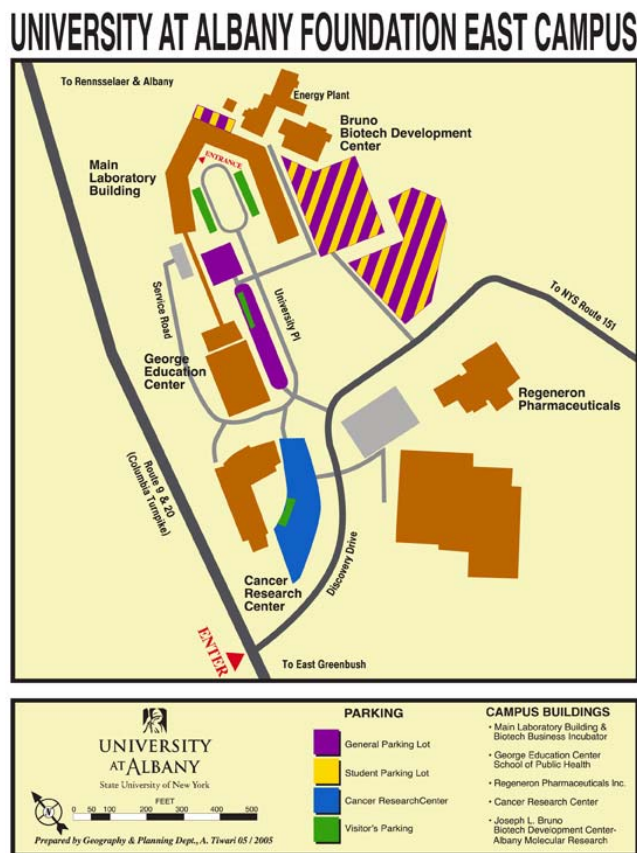 UNIVERSITY AT ALBANY FOUNDATION EAST CAMPUS
To Rennsselaer & Albany
Energy Plant
Bruno
Biotech Development
Center
ENTRANCE
Main
Laboratory
Building
Service Road
University Pl
To NYS Route 151
George
Education
Center
Regeneron
Pharmaceuticals
Route 9 & 20
(Columbia Turnpike)
Discovery Drive
Cancer
Research
Center
ENTER
To East Greenbush
UNIVERSITY
AT ALBANY
State University of New York
FEET
0 50 100 200 300 400 500
N
Prepared by Geography & Planning Dept., A. Tiwari 05 / 2005
PARKING
General Parking Lot
Student Parking Lot
Cancer ResearchCenter
Visitor's Parking
CAMPUS BUILDINGS
• Main Laboratory Building &
Biotech Business Incubator
• George Education Center
School of Public Health
• Regeneron Pharmaceuticals Inc.
• Cancer Research Center
• Joseph L. Bruno
Biotech Development Center-
Albany Molecular Research